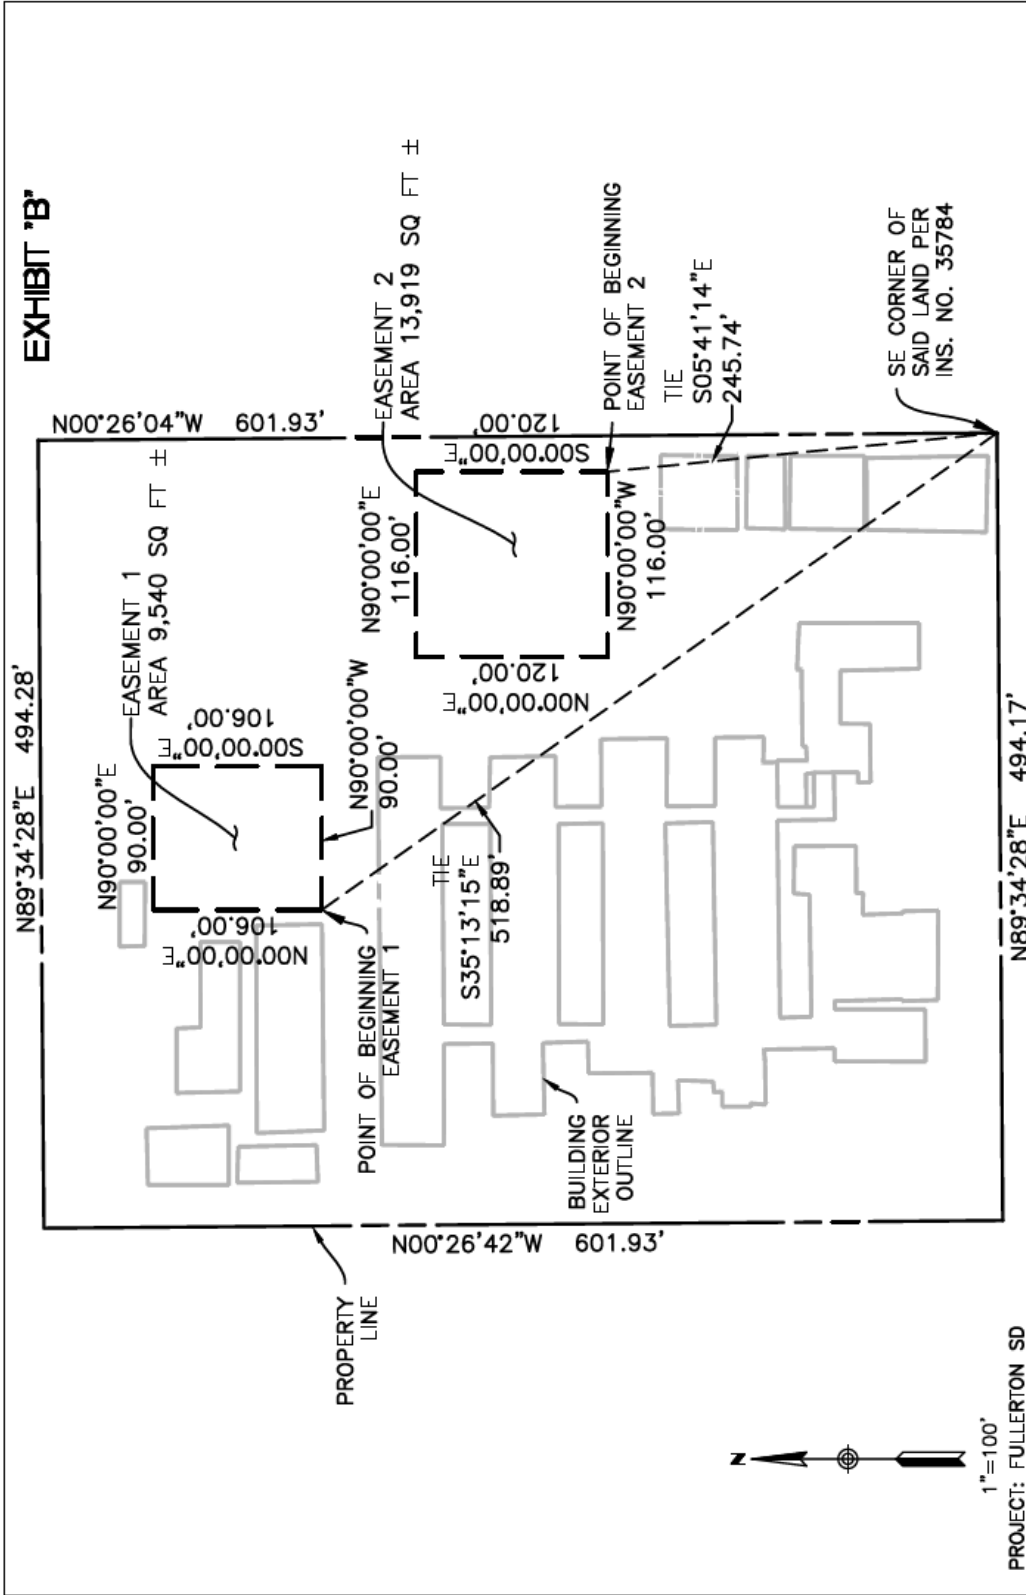 EXHIBIT "B"
N89°34'28"E 494.28'
N00°26'04"W 601.93'
EASEMENT 1
AREA 9,540 SQ FT ±
N90°00'00"E
90.00'
S00°00'00"E
106.00'
N90°00'00"W
90.00'
N00°00'00"E
106.00'
POINT OF BEGINNING
EASEMENT 1
EASEMENT 2
AREA 13,919 SQ FT ±
N90°00'00"E
116.00'
S00°00'00"E
120.00'
N90°00'00"W
116.00'
N00°00'00"E
120.00'
POINT OF BEGINNING
EASEMENT 2
TIE
S05°41'14"E
245.74'
TIE
S35°13'15"E
518.89'
SE CORNER OF
SAID LAND PER
INS. NO. 35784
BUILDING
EXTERIOR
OUTLINE
PROPERTY
LINE
N00°26'42"W 601.93'
N89°34'28"E 494.17'
N
1"=100'
PROJECT: FULLERTON SD